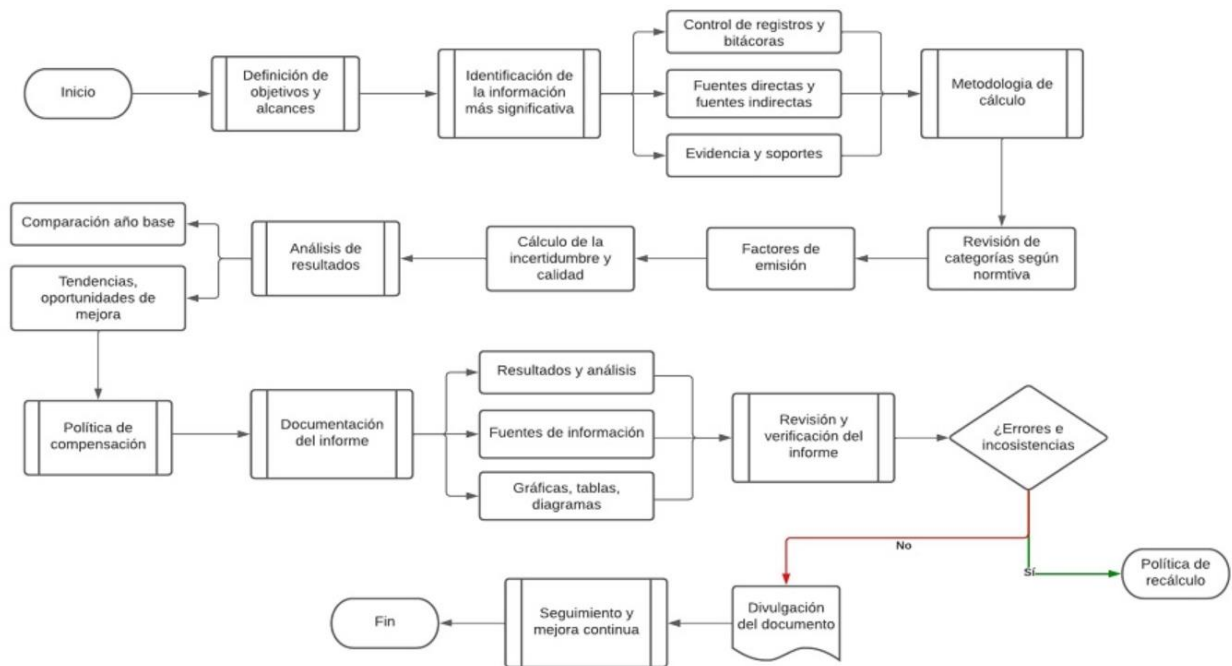 Inicio
Definición de
objetivos y
alcances
Identificación de
la información
más significativa
Control de registros y
bitácoras
Fuentes directas y
fuentes indirectas
Evidencia y soportes
Metodologia de
cálculo
Revisión de
categorías según
normtiva
Factores de
emisión
Cálculo de la
incertidumbre y
calidad
Análisis de
resultados
Comparación año base
Tendencias,
oportunidades de
mejora
Política de
compensación
Documentación
del informe
Resultados y análisis
Fuentes de información
Gráficas, tablas,
diagramas
Revisión y
verificación del
informe
¿Errores e
incosistencias
No
Sí
Política de
recálculo
Divulgación
del documento
Seguimiento y
mejora continua
Fin